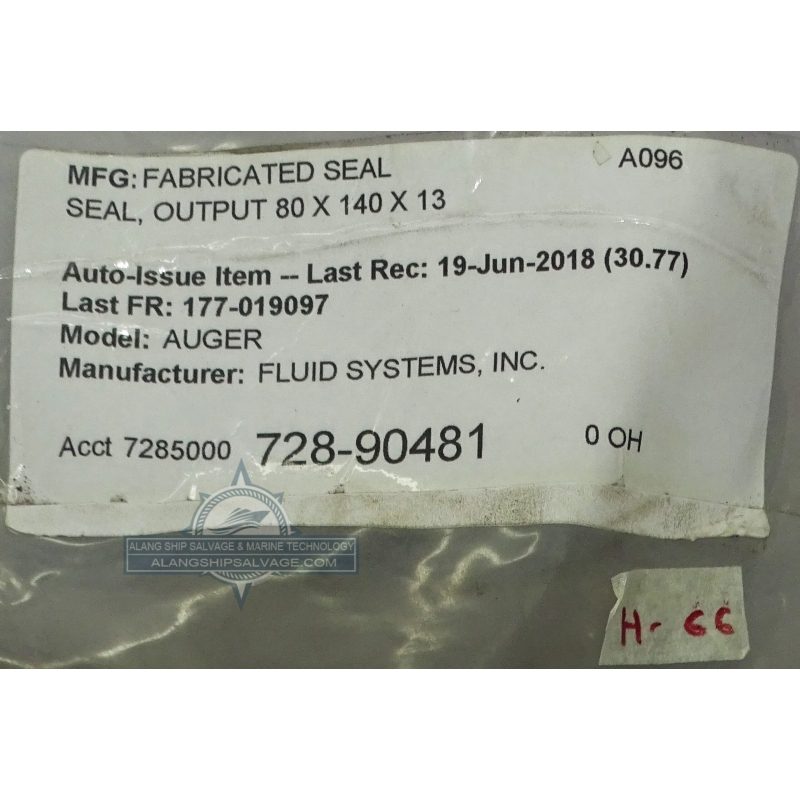 MFG: FABRICATED SEAL A096
SEAL, OUTPUT 80 X 140 X 13
Auto-Issue Item -- Last Rec: 19-Jun-2018 (30.77)
Last FR: 177-019097
Model: AUGER
Manufacturer: FLUID SYSTEMS, INC.
Acct 7285000 728-90481 0 OH
ALANG SHIP SALVAGE & MARINE TECHNOLOGY
ALANGSHIPSALVAGE.COM
H- 66